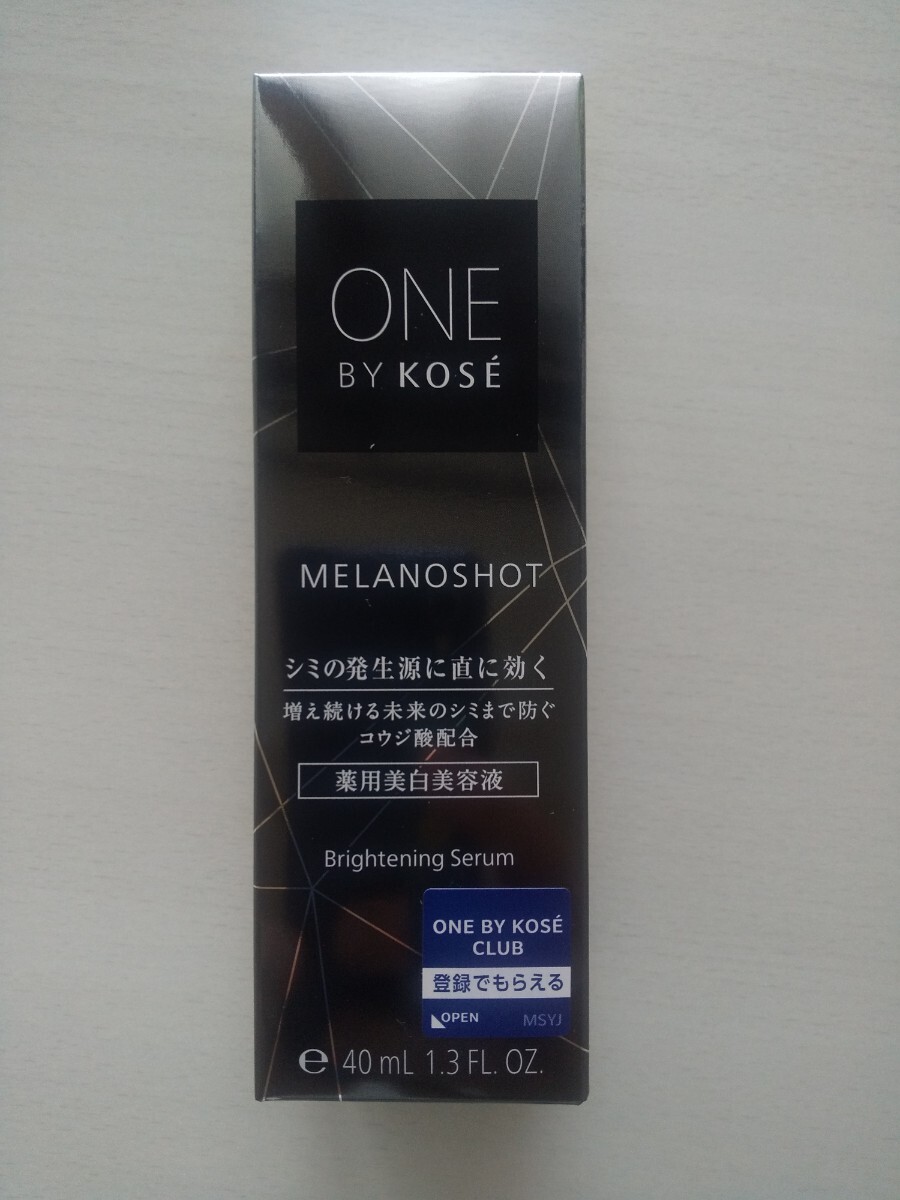 ONE
BY KOSÉ
MELANOSHOT
シミの発生源に直に効く
増え続ける未来のシミまで防ぐ
コウジ酸配合
薬用美白美容液
Brightening Serum
ONE BY KOSÉ
CLUB
登録でもらえる
OPEN MSYJ
℮ 40 mL 1.3 FL. OZ.